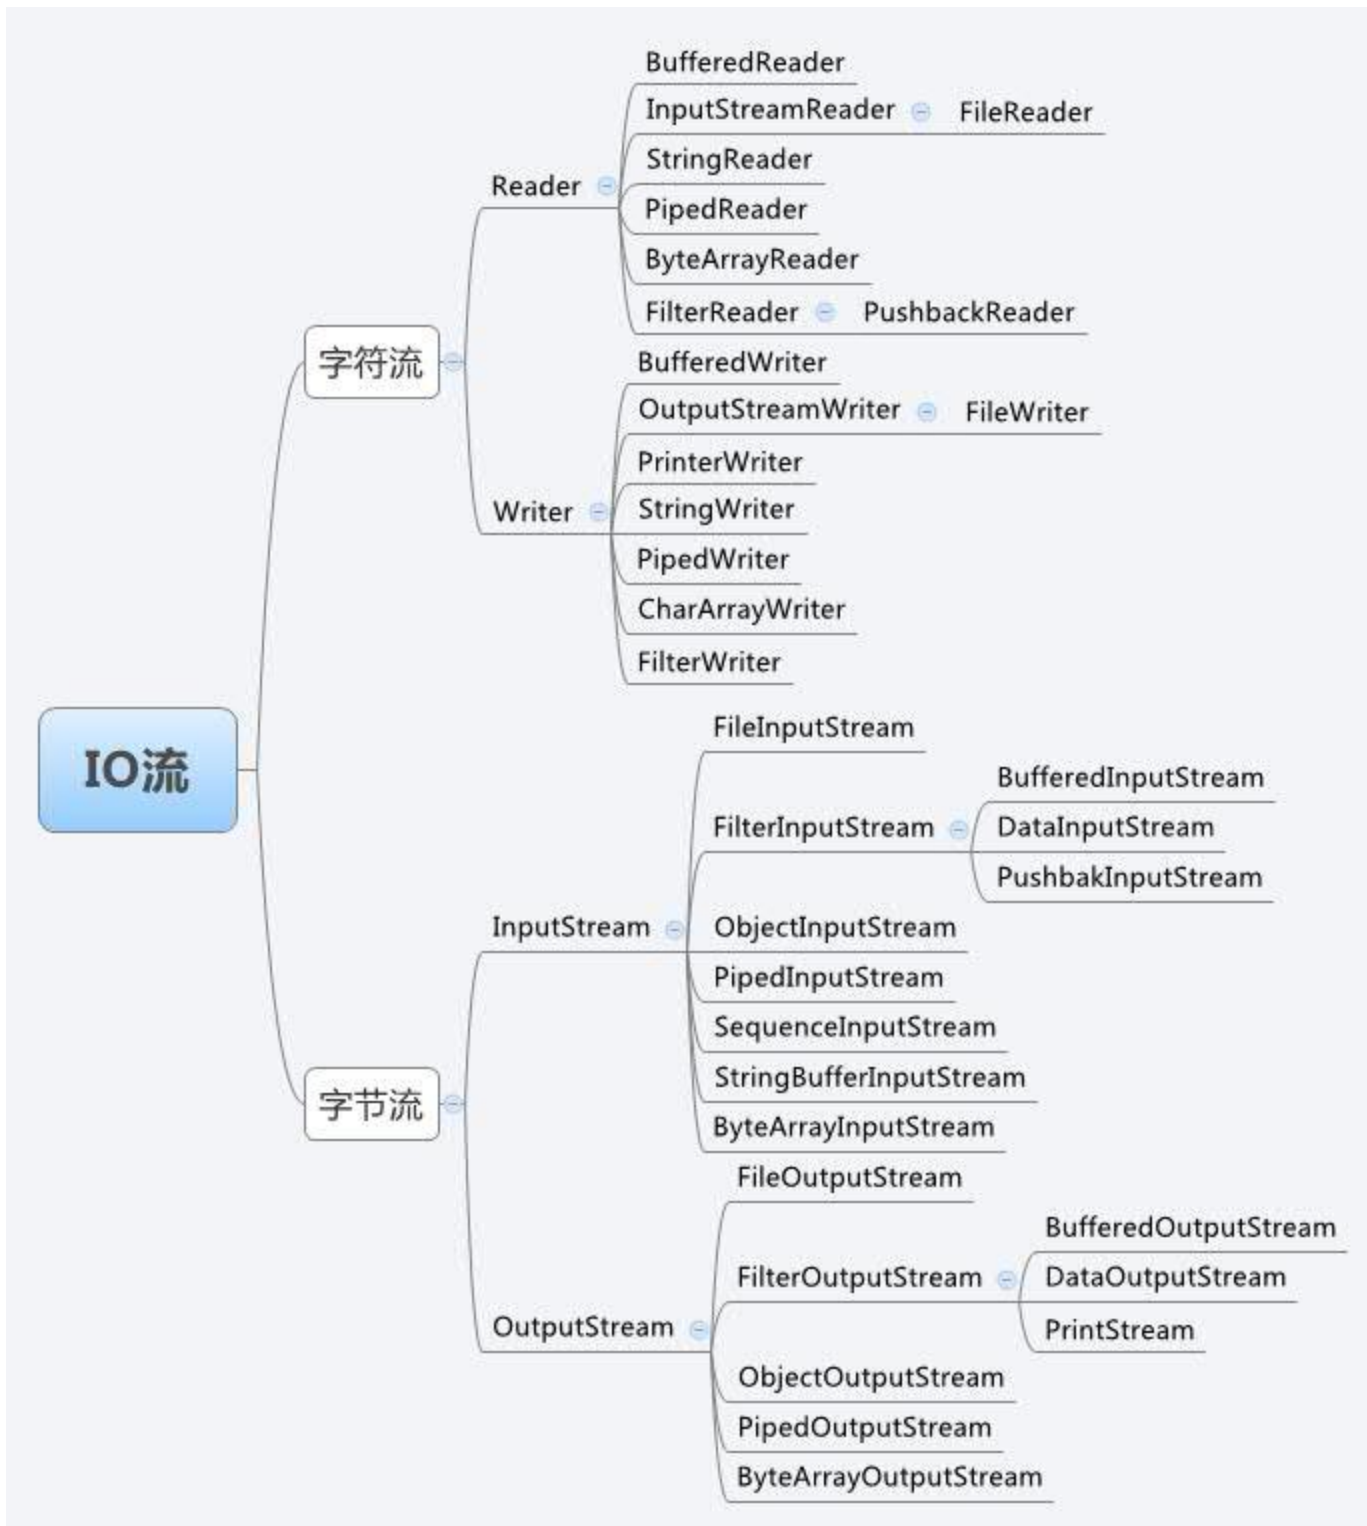 IO流
字符流
Reader
BufferedReader
InputStreamReader
FileReader
StringReader
PipedReader
ByteArrayReader
FilterReader
PushbackReader
Writer
BufferedWriter
OutputStreamWriter
FileWriter
PrinterWriter
StringWriter
PipedWriter
CharArrayWriter
FilterWriter
字节流
InputStream
FileInputStream
FilterInputStream
BufferedInputStream
DataInputStream
PushbakInputStream
ObjectInputStream
PipedInputStream
SequenceInputStream
StringBufferInputStream
ByteArrayInputStream
OutputStream
FileOutputStream
FilterOutputStream
BufferedOutputStream
DataOutputStream
PrintStream
ObjectOutputStream
PipedOutputStream
ByteArrayOutputStream